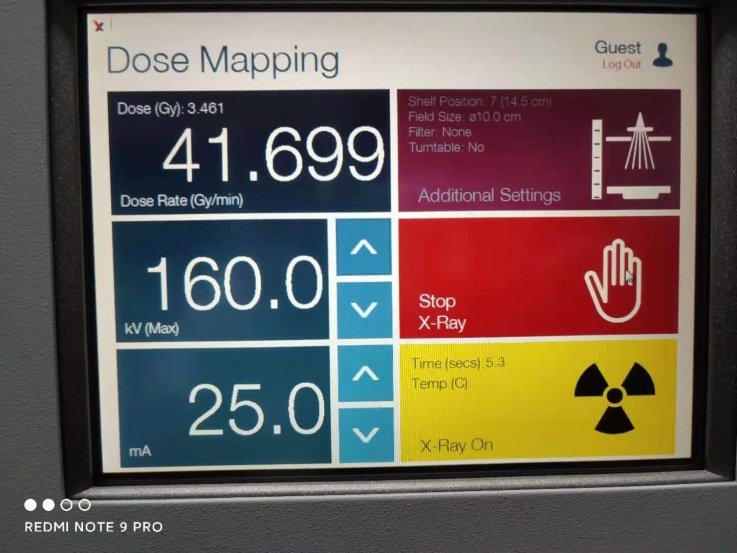 Dose Mapping
Guest
Log Out
Dose (Gy): 3.461
41.699
Dose Rate (Gy/min)
Shelf Position: 7 (14.5 cm)
Field Size: ø10.0 cm
Filter: None
Turntable: No
Additional Settings
160.0
kV (Max)
Stop
X-Ray
25.0
mA
Time (secs): 5.3
Temp (C):
X-Ray On
REDMI NOTE 9 PRO